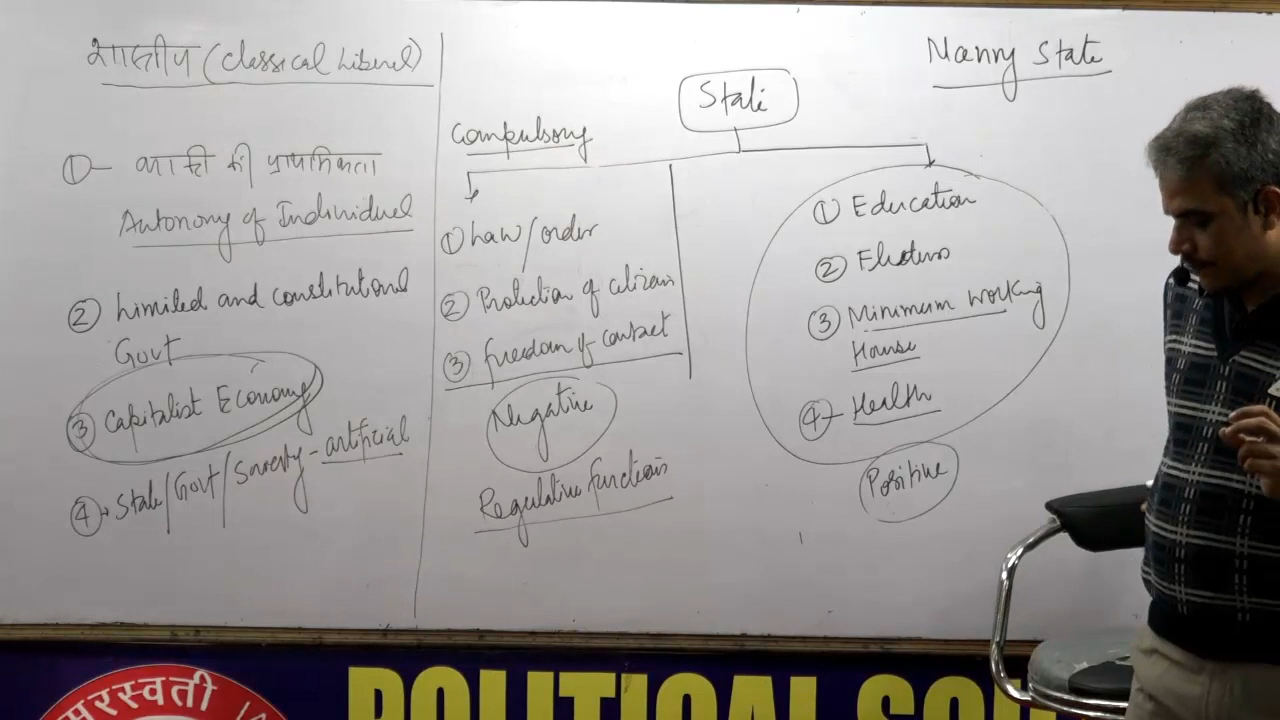 शास्त्रीय (Classical Liberal)
① - व्यक्ति की प्राथमिकता
Autonomy of Individual
② Limited and constitutional
Govt
③ Capitalist Economy
④ State/Govt/Society - artificial
State
Compulsory
① Law/order
② Protection of citizens
③ freedom of contract
Negative
Regulative functions
Nanny State
① Education
② Elections
③ Minimum Working
Hours
④ - Health
Positive
सरस्वती IA
POLITICAL SC